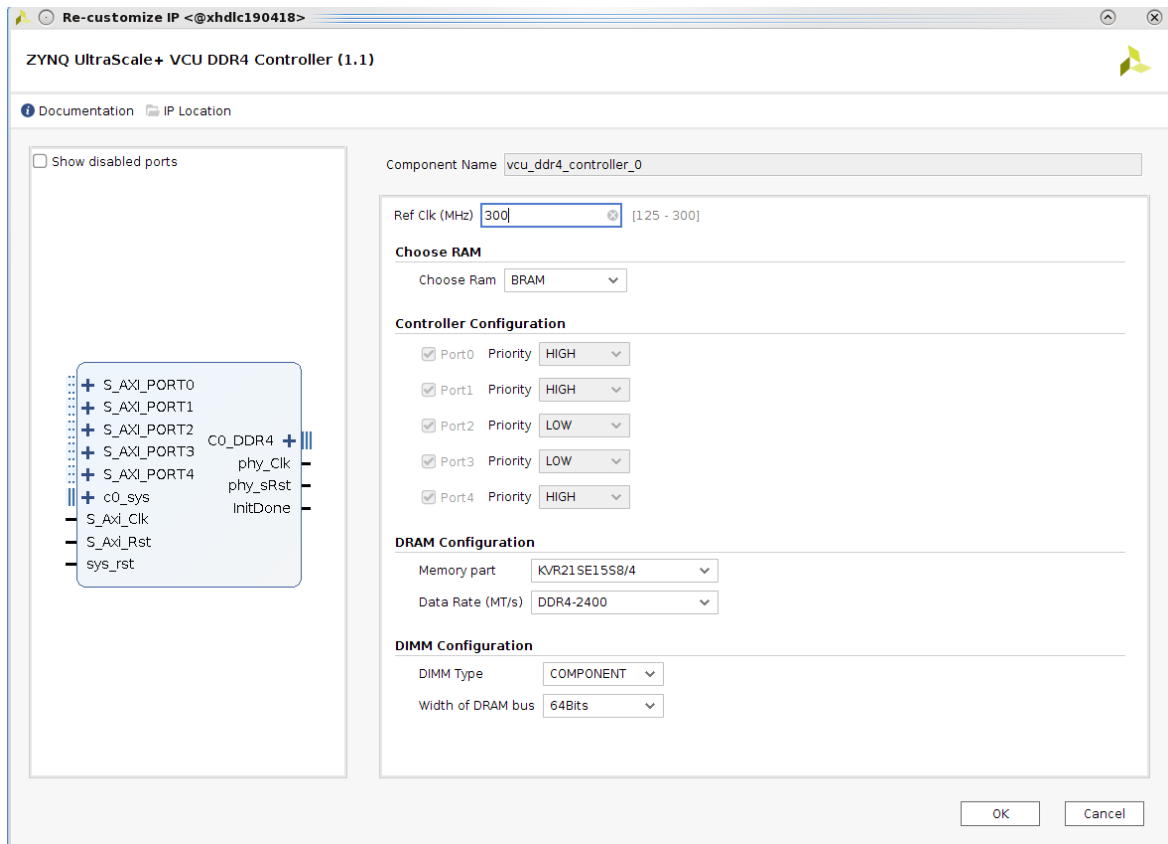 Re-customize IP <@xhdlc190418>
ZYNQ UltraScale+ VCU DDR4 Controller (1.1)
Documentation IP Location
Show disabled ports
S_AXI_PORT0
S_AXI_PORT1
S_AXI_PORT2
S_AXI_PORT3
S_AXI_PORT4
c0_sys
S_Axi_Clk
S_Axi_Rst
sys_rst
C0_DDR4
phy_Clk
phy_sRst
InitDone
Component Name vcu_ddr4_controller_0
Ref Clk (MHz) 300 [125 - 300]
Choose RAM
Choose Ram BRAM
Controller Configuration
Port0 Priority HIGH
Port1 Priority HIGH
Port2 Priority LOW
Port3 Priority LOW
Port4 Priority HIGH
DRAM Configuration
Memory part KVR21SE15S8/4
Data Rate (MT/s) DDR4-2400
DIMM Configuration
DIMM Type COMPONENT
Width of DRAM bus 64Bits
OK Cancel